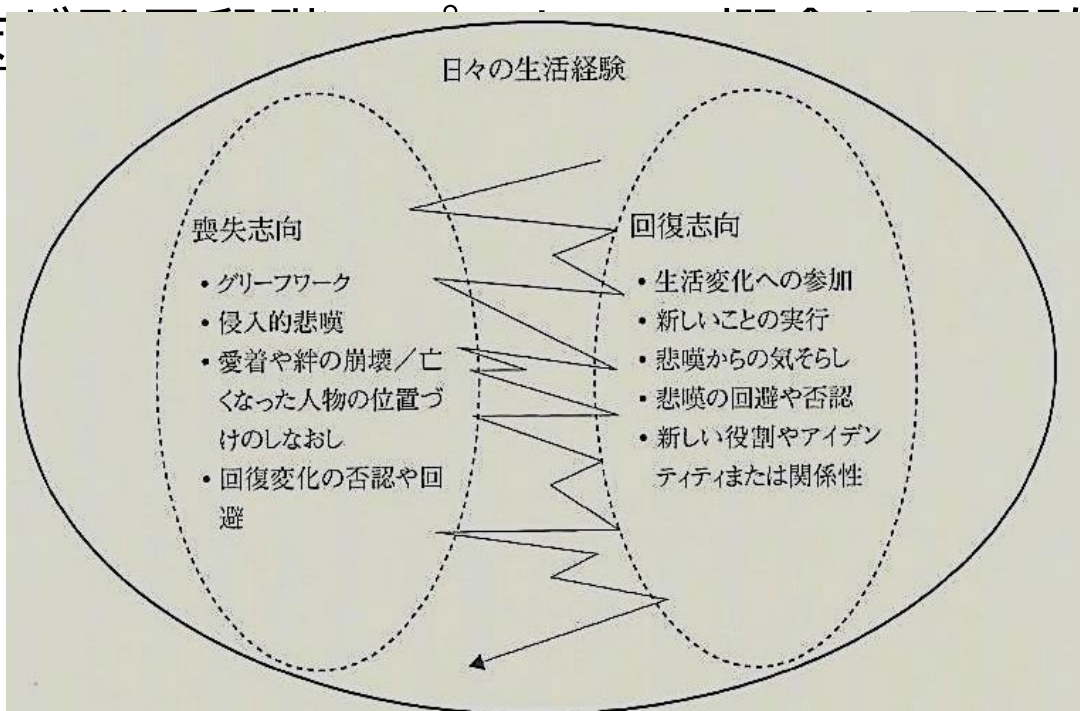 日々の生活経験
喪失志向
・グリーフワーク
・侵入的悲嘆
・愛着や絆の崩壊／亡
くなった人物の位置づ
けのしなおし
・回復変化の否認や回
避
回復志向
・生活変化への参加
・新しいことの実行
・悲嘆からの気そらし
・悲嘆の回避や否認
・新しい役割やアイデン
ティティまたは関係性